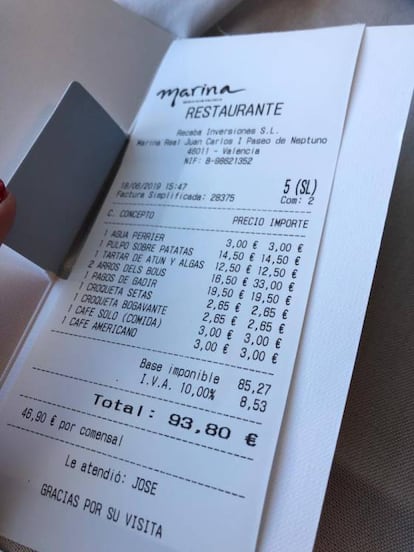 marina
RESTAURANTE
Receba Inversiones S.L.
Marina Real Juan Carlos I Paseo de Neptuno
46011 - Valencia
NIF: B-98621352
18/06/2019 15:47 5 (SL)
Factura Simplificada: 28375 Com: 2
C. CONCEPTO PRECIO IMPORTE
1 AGUA PERRIER 3,00 € 3,00 €
1 PULPO SOBRE PATATAS 14,50 € 14,50 €
1 TARTAR DE ATUN Y ALGAS 12,50 € 12,50 €
2 ARROS DELS BOUS 16,50 € 33,00 €
1 PAGOS DE GADIR 19,50 € 19,50 €
1 CROQUETA SETAS 2,65 € 2,65 €
1 CROQUETA BOGAVANTE 2,65 € 2,65 €
1 CAFE SOLO (COMIDA) 3,00 € 3,00 €
1 CAFE AMERICANO 3,00 € 3,00 €
Base imponible 85,27
I.V.A. 10,00% 8,53
Total: 93,80 €
46,90 € por comensal
Le atendió: JOSE
GRACIAS POR SU VISITA